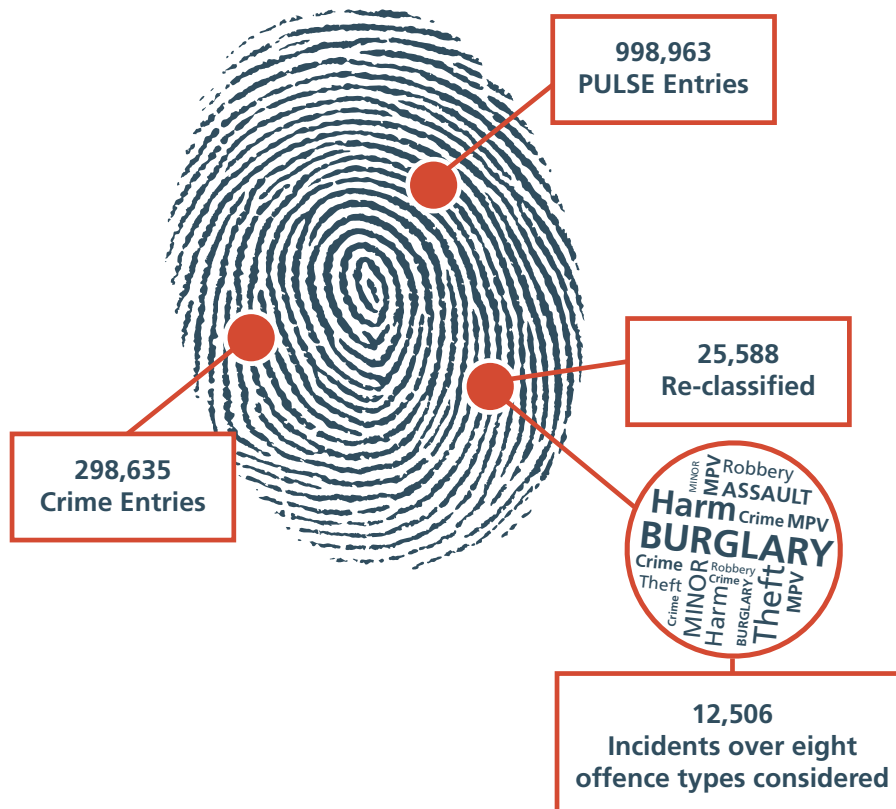 998,963
PULSE Entries
25,588
Re-classified
298,635
Crime Entries
MINOR
MPV
Robbery
ASSAULT
Harm
Crime
MPV
BURGLARY
Crime
Theft
Crime
MINOR
Robbery
Crime
Harm
BURGLARY
Theft
MPV
12,506
Incidents over eight
offence types considered